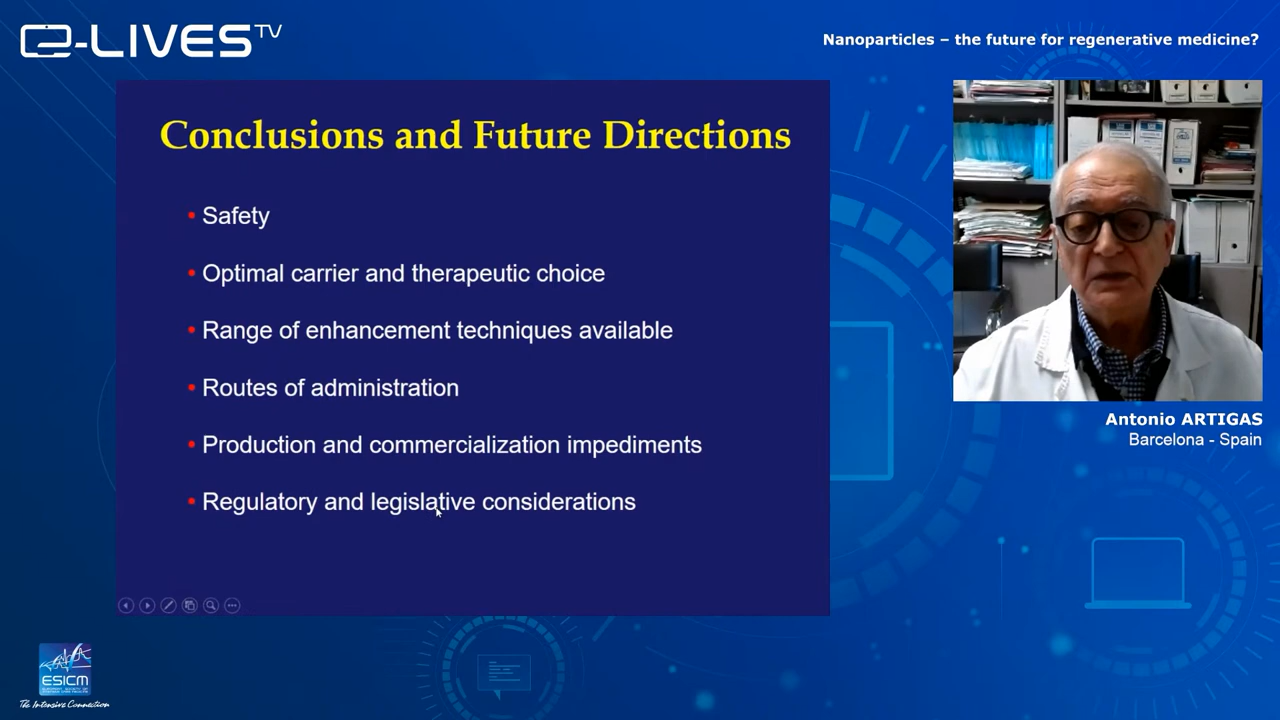 e-LIVES TV
Nanoparticles – the future for regenerative medicine?
Conclusions and Future Directions
• Safety
• Optimal carrier and therapeutic choice
• Range of enhancement techniques available
• Routes of administration
• Production and commercialization impediments
• Regulatory and legislative considerations
Antonio ARTIGAS
Barcelona - Spain
ESICM
The Intensive Connection